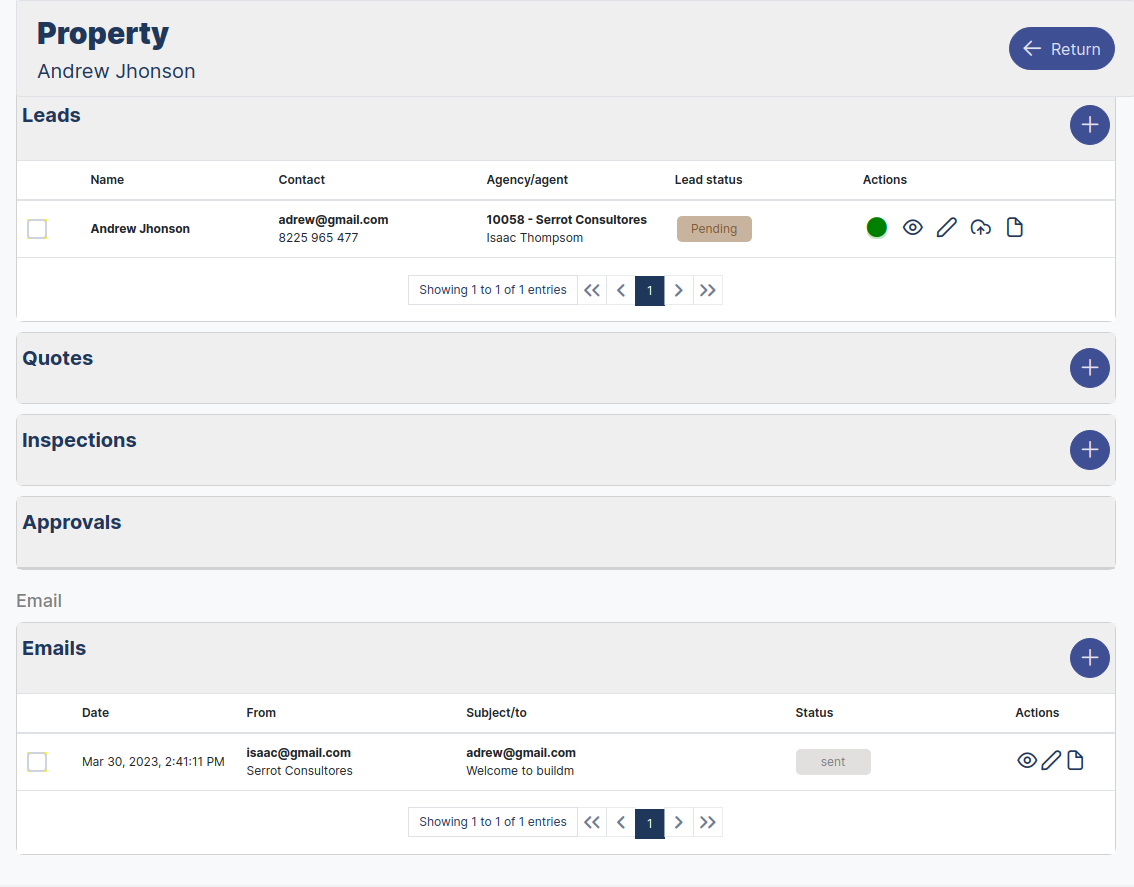 Property
Andrew Jhonson
Return
Leads
Name Contact Agency/agent Lead status Actions
Andrew Jhonson
adrew@gmail.com
8225 965 477
10058 - Serrot Consultores
Isaac Thompsom
Pending
Showing 1 to 1 of 1 entries
1
Quotes
Inspections
Approvals
Email
Emails
Date From Subject/to Status Actions
Mar 30, 2023, 2:41:11 PM
isaac@gmail.com
Serrot Consultores
adrew@gmail.com
Welcome to buildm
sent
Showing 1 to 1 of 1 entries
1